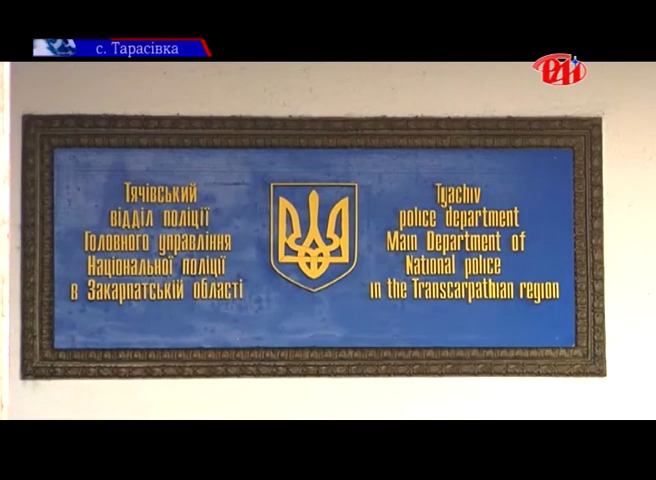 с. Тарасівка
Тячівський
відділ поліції
Головного управління
Національної поліції
в Закарпатській області
Tyachiv
police department
Main Department of
National police
in the Transcarpathian region